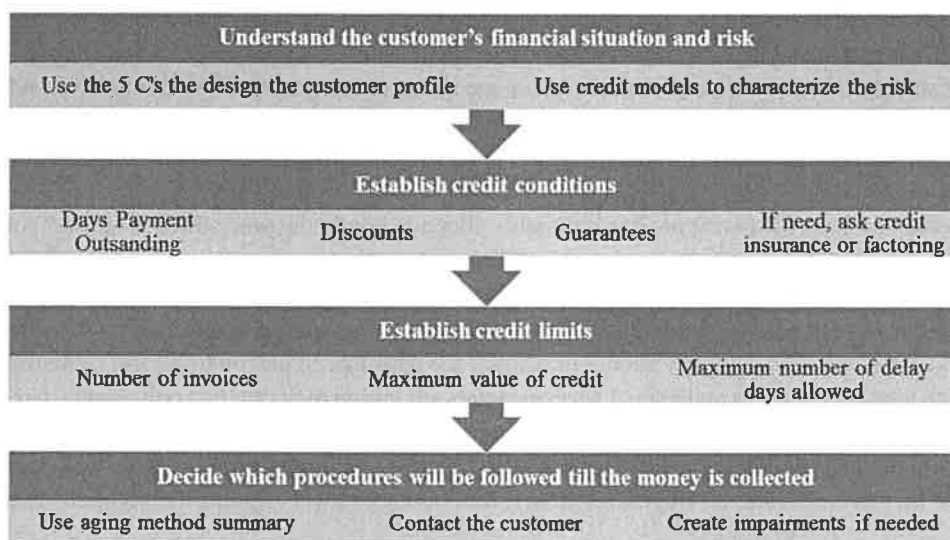 Understand the customer's financial situation and risk
Use the 5 C's the design the customer profile
Use credit models to characterize the risk
Establish credit conditions
Days Payment
Outsanding
Discounts
Guarantees
If need, ask credit
insurance or factoring
Establish credit limits
Number of invoices
Maximum value of credit
Maximum number of delay
days allowed
Decide which procedures will be followed till the money is collected
Use aging method summary
Contact the customer
Create impairments if needed